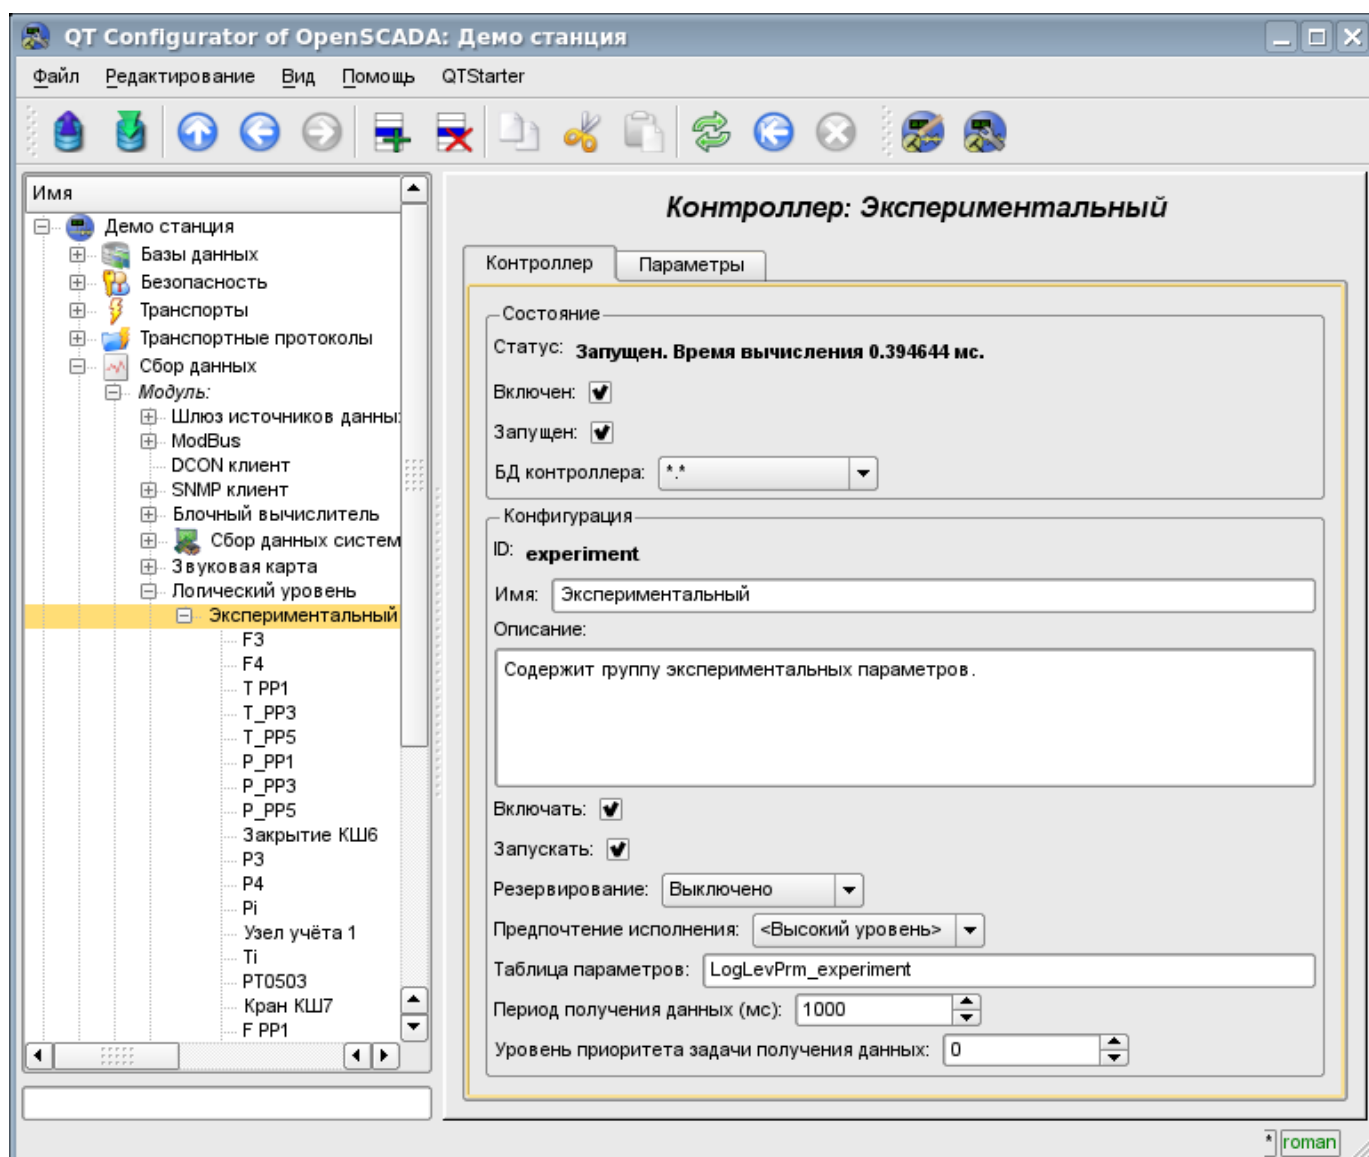 QT Configurator of OpenSCADA: Демо станция
Файл Редактирование Вид Помощь QTStarter
Имя
Демо станция
Базы данных
Безопасность
Транспорты
Транспортные протоколы
Сбор данных
Модуль:
Шлюз источников данны
ModBus
DCON клиент
SNMP клиент
Блочный вычислитель
Сбор данных систем
Звуковая карта
Логический уровень
Экспериментальный
F3
F4
T PP1
T_PP3
T_PP5
P_PP1
P_PP3
P_PP5
Закрытие КШ6
P3
P4
Pi
Узел учёта 1
Ti
PT0503
Кран КШ7
F PP1
Контроллер: Экспериментальный
Контроллер Параметры
Состояние
Статус: Запущен. Время вычисления 0.394644 мс.
Включен:
Запущен:
БД контроллера: *.*
Конфигурация
ID: experiment
Имя: Экспериментальный
Описание:
Содержит группу экспериментальных параметров.
Включать:
Запускать:
Резервирование: Выключено
Предпочтение исполнения: <Высокий уровень>
Таблица параметров: LogLevPrm_experiment
Период получения данных (мс): 1000
Уровень приоритета задачи получения данных: 0
* roman